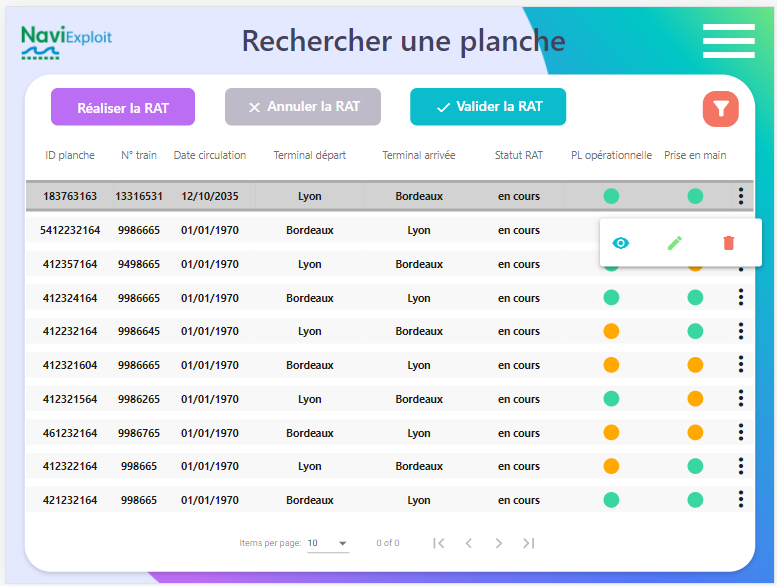 NaviExploit
Rechercher une planche
Réaliser la RAT Annuler la RAT Valider la RAT
ID planche N° train Date circulation Terminal départ Terminal arrivée Statut RAT PL opérationnelle Prise en main
183763163 13316531 12/10/2035 Lyon Bordeaux en cours
5412232164 9986665 01/01/1970 Bordeaux Lyon en cours
412357164 9498665 01/01/1970 Lyon Bordeaux en cours
412324164 9986665 01/01/1970 Bordeaux Lyon en cours
412232164 9986645 01/01/1970 Lyon Bordeaux en cours
412321604 9986665 01/01/1970 Bordeaux Lyon en cours
412321564 9986265 01/01/1970 Lyon Bordeaux en cours
461232164 9986765 01/01/1970 Bordeaux Lyon en cours
412322164 998665 01/01/1970 Lyon Bordeaux en cours
421232164 998665 01/01/1970 Bordeaux Lyon en cours
Items per page: 10 0 of 0